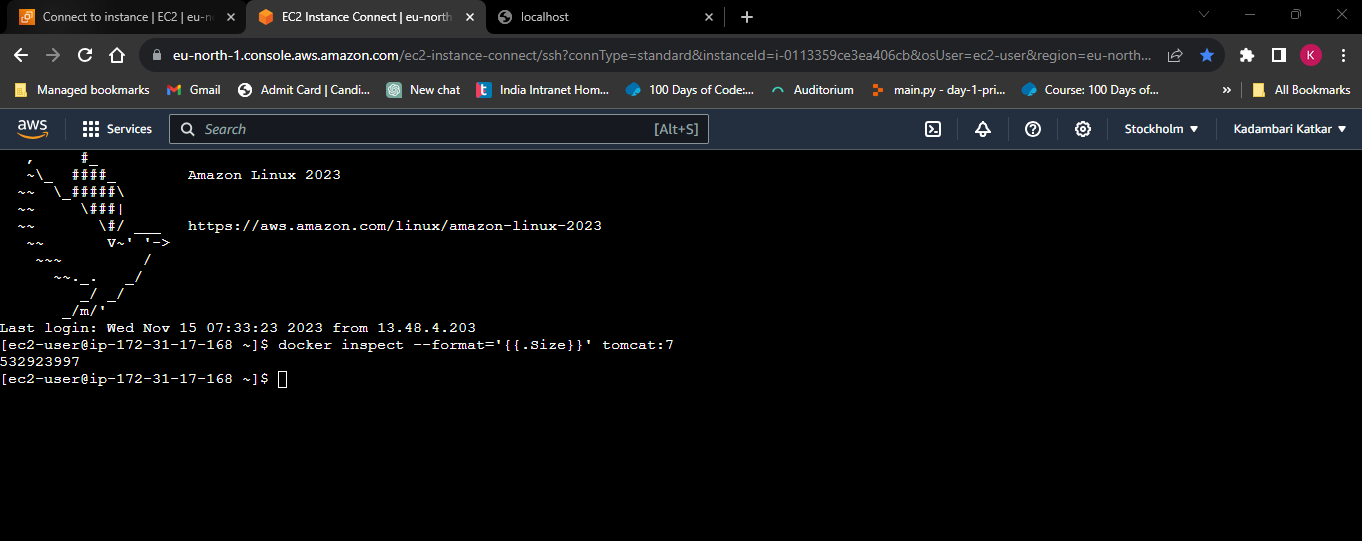 Connect to instance | EC2 | eu-n
EC2 Instance Connect | eu-north
localhost
eu-north-1.console.aws.amazon.com/ec2-instance-connect/ssh?connType=standard&instanceId=i-0113359ce3ea406cb&osUser=ec2-user&region=eu-north...
K
Managed bookmarks
Gmail
Admit Card | Candi...
New chat
India Intranet Hom...
100 Days of Code:...
Auditorium
main.py - day-1-pri...
Course: 100 Days of...
»
All Bookmarks
aws
Services
Search
[Alt+S]
Stockholm
Kadambari Katkar
   ,     #_
   ~\_  ####_        Amazon Linux 2023
  ~~  \_#####\
  ~~     \###|
  ~~       \#/ ___   https://aws.amazon.com/linux/amazon-linux-2023
   ~~       V~' '->
    ~~~         /
      ~~._.   _/
         _/ _/
       _/m/'
Last login: Wed Nov 15 07:33:23 2023 from 13.48.4.203
[ec2-user@ip-172-31-17-168 ~]$ docker inspect --format='{{.Size}}' tomcat:7
532923997
[ec2-user@ip-172-31-17-168 ~]$